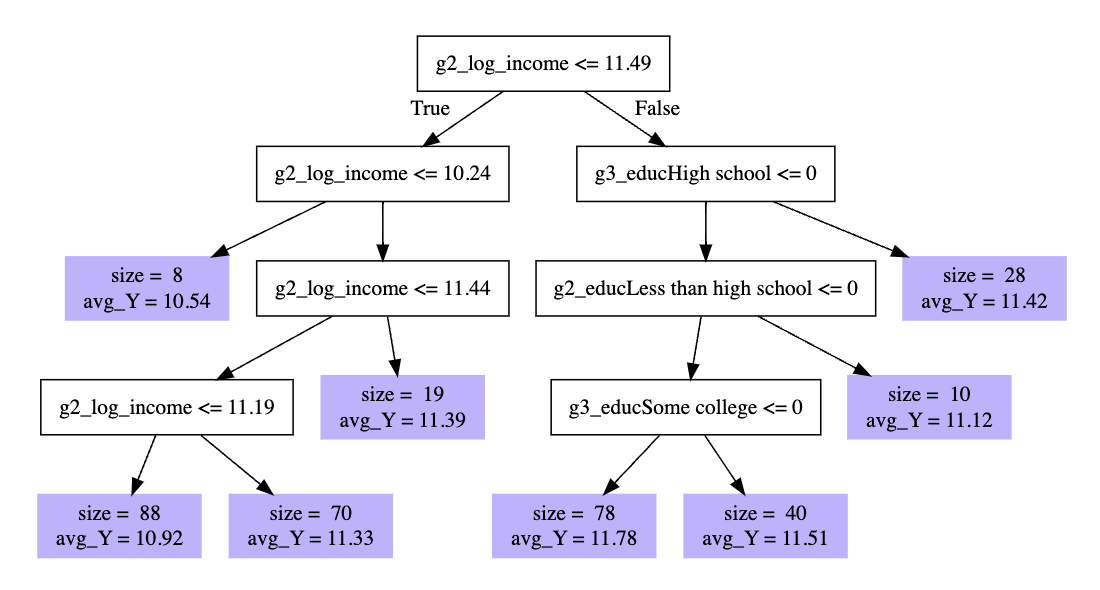 g2_log_income <= 11.49
True
False
g2_log_income <= 10.24
g3_educHigh school <= 0
size =  8
avg_Y = 10.54
g2_log_income <= 11.44
g2_educLess than high school <= 0
size =  28
avg_Y = 11.42
g2_log_income <= 11.19
size =  19
avg_Y = 11.39
g3_educSome college <= 0
size =  10
avg_Y = 11.12
size =  88
avg_Y = 10.92
size =  70
avg_Y = 11.33
size =  78
avg_Y = 11.78
size =  40
avg_Y = 11.51